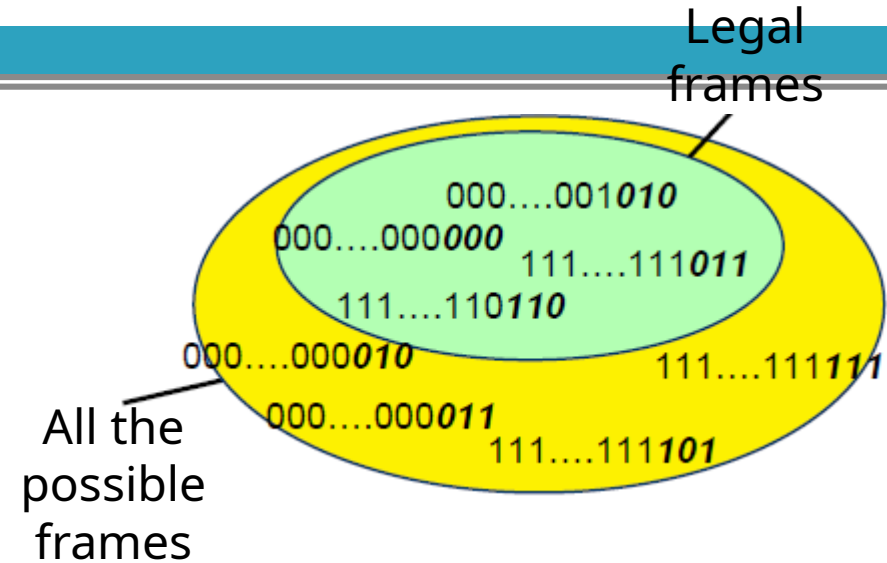 Legal
frames
000....001010
000....000000
111....111011
111....110110
000....000010
111....111111
000....000011
111....111101
All the
possible
frames